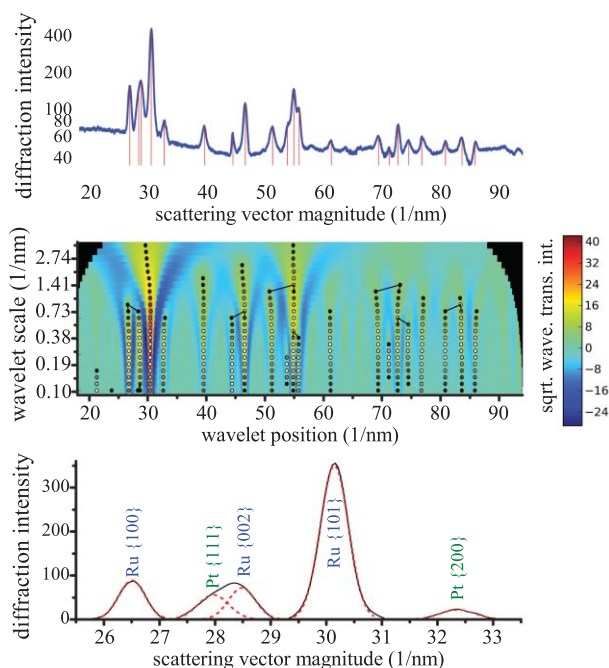 diffraction intensity
400
200
100
80
60
40
20 30 40 50 60 70 80 90
scattering vector magnitude (1/nm)
wavelet scale (1/nm)
2.74
1.41
0.73
0.38
0.19
0.10
20 30 40 50 60 70 80 90
wavelet position (1/nm)
sqrt. wave. trans. int.
40
32
24
16
8
0
−8
−16
−24
diffraction intensity
300
200
100
0
Ru {100}
Pt {111}
Ru {002}
Ru {101}
Pt {200}
26 27 28 29 30 31 32 33
scattering vector magnitude (1/nm)